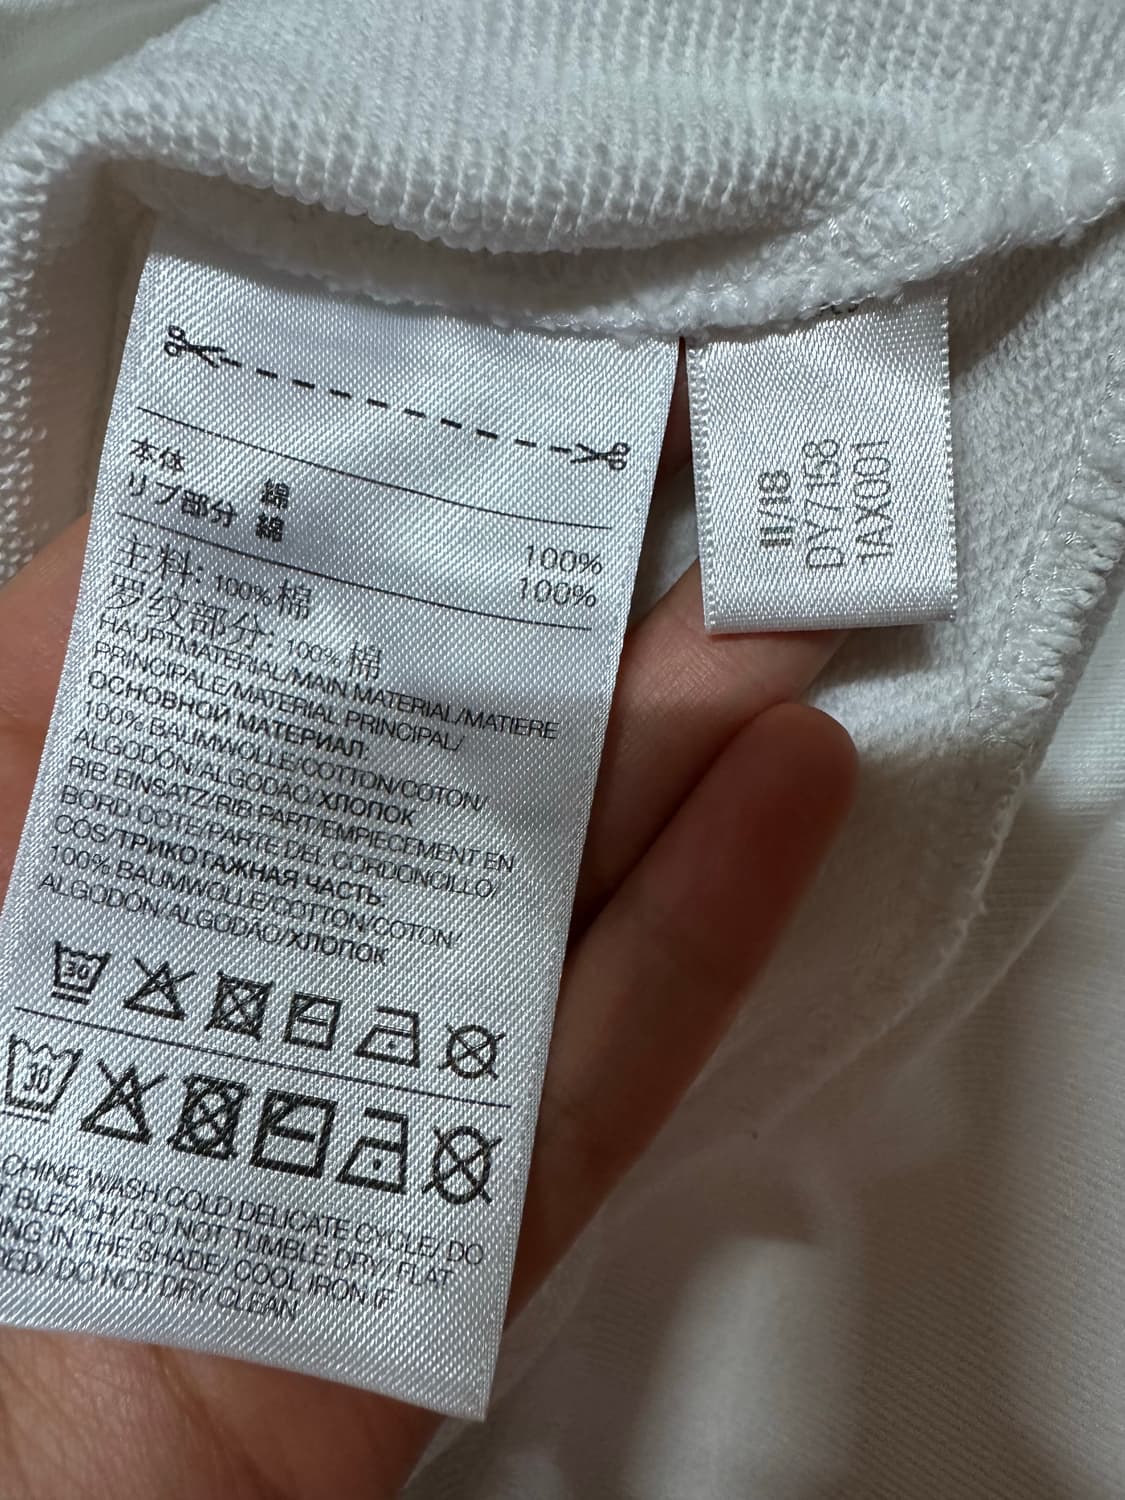 本体 綿 100%
リブ部分 綿 100%
主料: 100%棉
罗纹部分: 100%棉
HAUPTMATERIAL/MAIN MATERIAL/MATIERE
PRINCIPALE/MATERIAL PRINCIPAL/
ОСНОВНОЙ МАТЕРИАЛ:
100% BAUMWOLLE/COTTON/COTON/
ALGODÓN/ALGODÃO/ХЛОПОК
RIB EINSATZ/RIB PART/EMPIECEMENT EN
BORD COTE/PARTE DEL CORDONCILLO/
COS/ТРИКОТАЖНАЯ ЧАСТЬ:
100% BAUMWOLLE/COTTON/COTON/
ALGODÓN/ALGODÃO/ХЛОПОК
30
30
CHINE WASH COLD DELICATE CYCLE/ DO
T BLEACH/ DO NOT TUMBLE DRY/ FLAT
ING IN THE SHADE/ COOL IRON IF
DED/ DO NOT DRY CLEAN
11/18
DY7158
1AX001